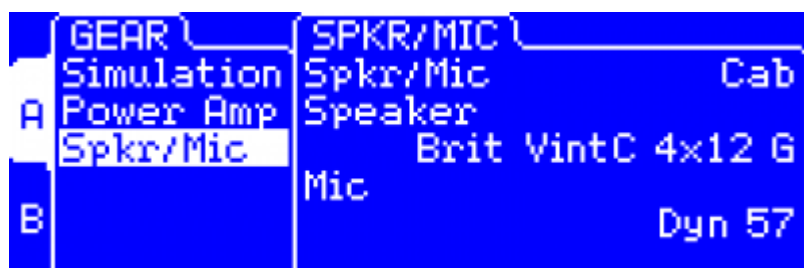 GEAR
Simulation
A Power Amp
Spkr/Mic
B
SPKR/MIC
Spkr/Mic Cab
Speaker
Brit VintC 4x12 G
Mic
Dyn 57